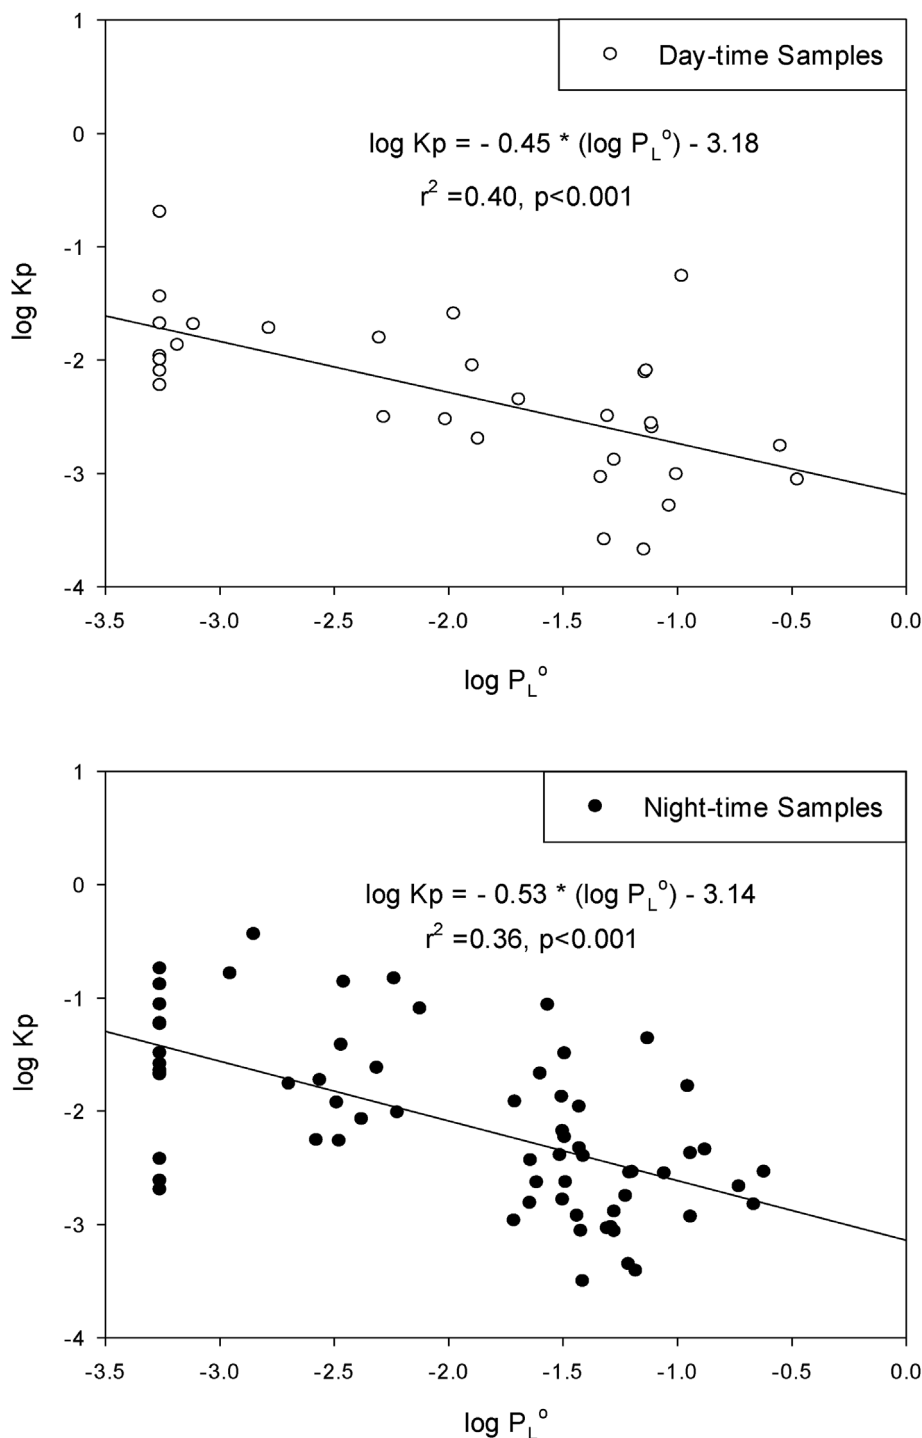 1
Day-time Samples
0
log Kp = - 0.45 * (log P_L^o) - 3.18
r^2 =0.40, p<0.001
-1
log Kp
-2
-3
-4
-3.5 -3.0 -2.5 -2.0 -1.5 -1.0 -0.5 0.0
log P_L^o
1
Night-time Samples
0
log Kp = - 0.53 * (log P_L^o) - 3.14
r^2 =0.36, p<0.001
-1
log Kp
-2
-3
-4
-3.5 -3.0 -2.5 -2.0 -1.5 -1.0 -0.5 0.0
log P_L^o